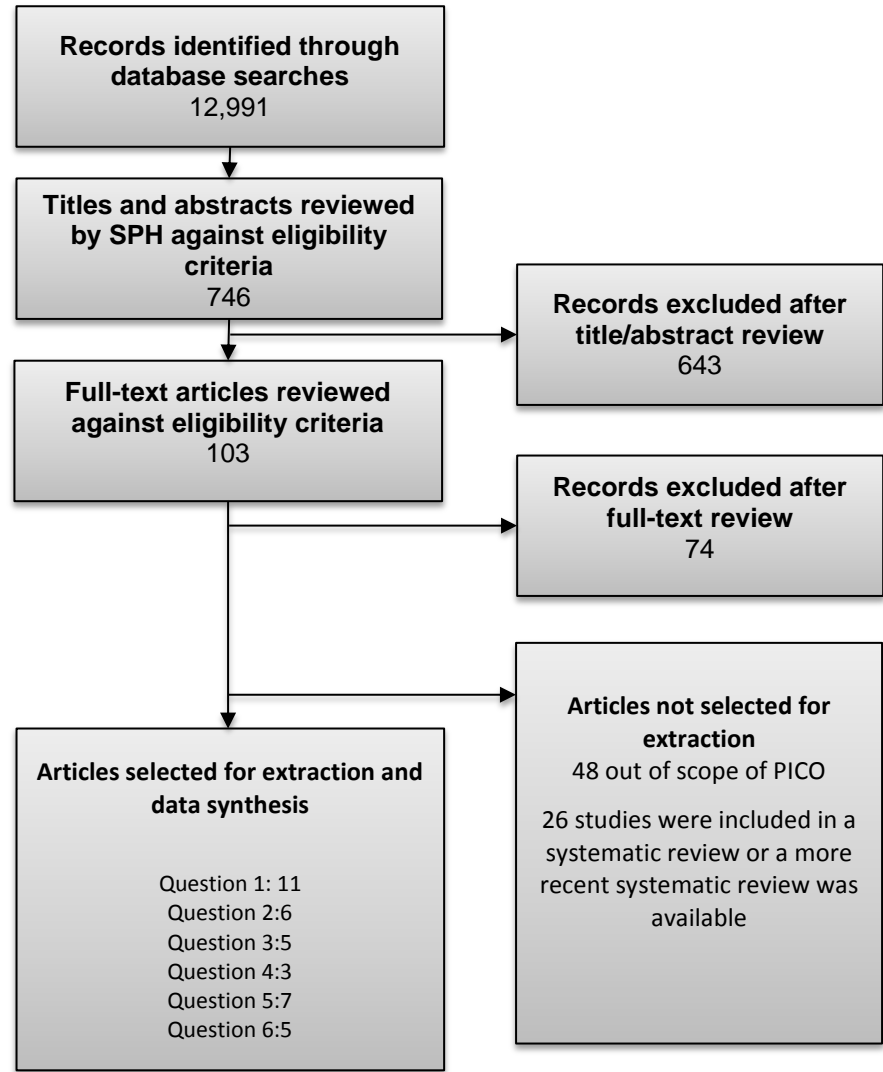 Records identified through
database searches
12,991
Titles and abstracts reviewed
by SPH against eligibility
criteria
746
Records excluded after
title/abstract review
643
Full-text articles reviewed
against eligibility criteria
103
Records excluded after
full-text review
74
Articles not selected for
extraction
48 out of scope of PICO
26 studies were included in a
systematic review or a more
recent systematic review was
available
Articles selected for extraction and
data synthesis
Question 1: 11
Question 2:6
Question 3:5
Question 4:3
Question 5:7
Question 6:5